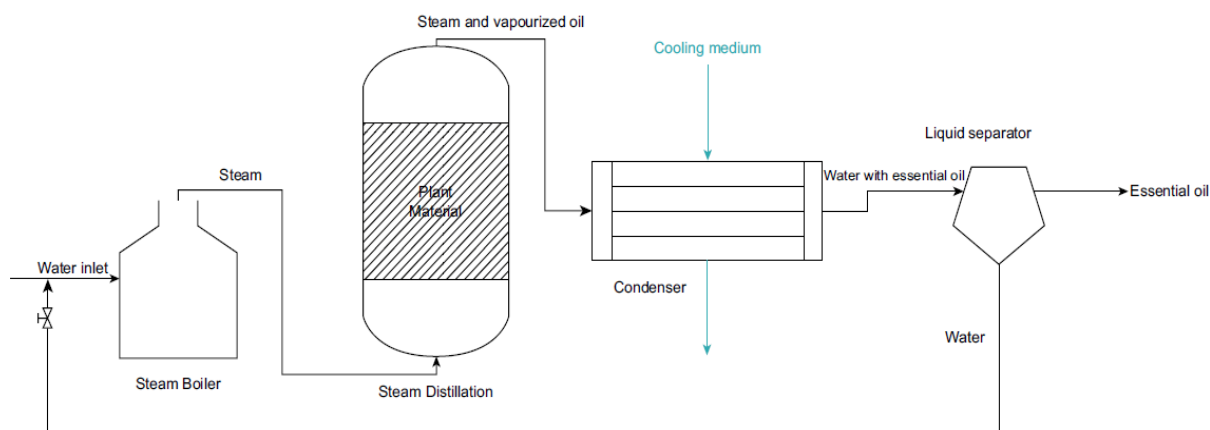 Steam and vapourized oil
Cooling medium
Liquid separator
Steam
Plant
Material
Water with essential oil
Essential oil
Water inlet
Condenser
Water
Steam Boiler
Steam Distillation